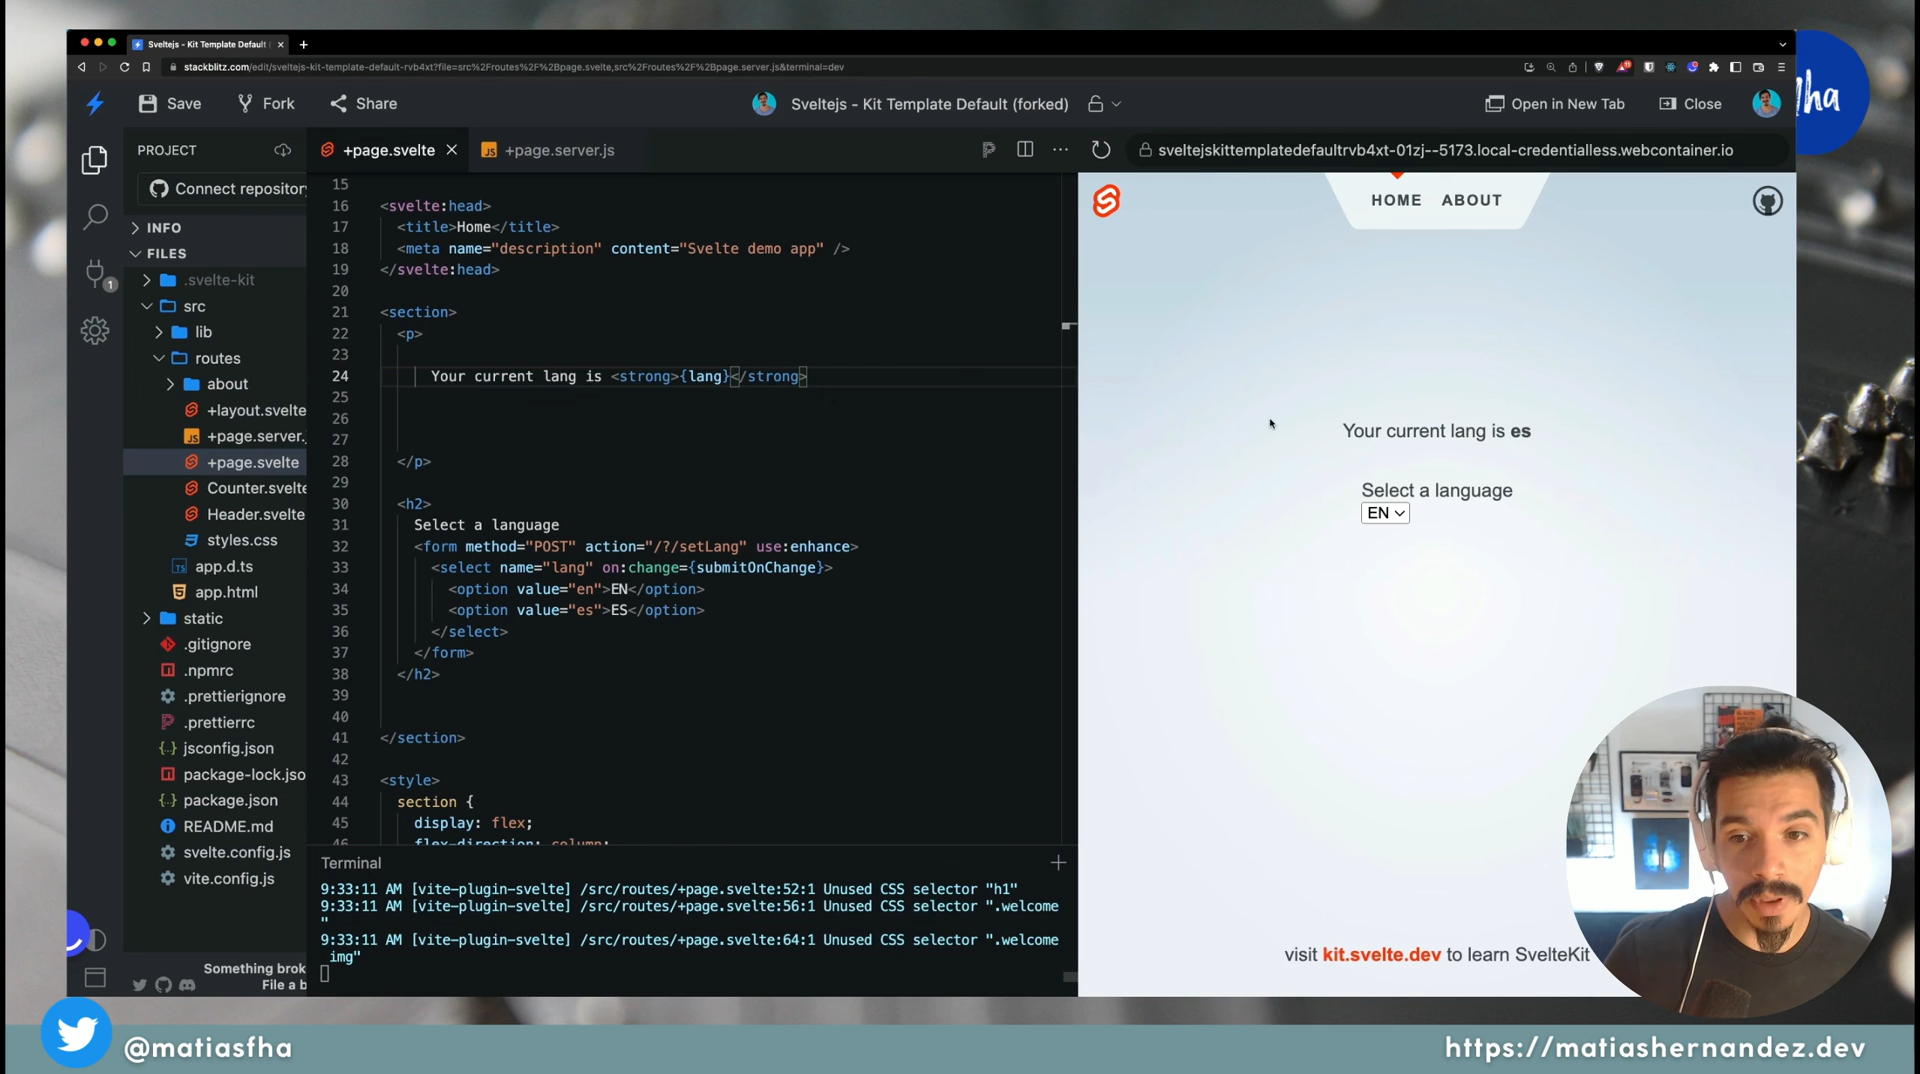 Sveltejs - Kit Template Default (
stackblitz.com/edit/sveltejs-kit-template-default-rvb4xt?file=src%2Froutes%2F%2Bpage.svelte,src%2Froutes%2F%2Bpage.server.js&terminal=dev
Save
Fork
Share
Sveltejs - Kit Template Default (forked)
Open in New Tab
Close
lha
PROJECT
Connect repository
INFO
FILES
.svelte-kit
src
lib
routes
about
+layout.svelte
+page.server.
+page.svelte
Counter.svelte
Header.svelte
styles.css
app.d.ts
app.html
static
.gitignore
.npmrc
.prettierignore
.prettierrc
jsconfig.json
package-lock.jso
package.json
README.md
svelte.config.js
vite.config.js
Something brok
File a b
1
+page.svelte
+page.server.js
15
16 <svelte:head>
17 <title>Home</title>
18 <meta name="description" content="Svelte demo app" />
19 </svelte:head>
20
21 <section>
22 <p>
23
24 Your current lang is <strong>{lang}</strong>
25
26
27
28 </p>
29
30 <h2>
31 Select a language
32 <form method="POST" action="/?/setLang" use:enhance>
33 <select name="lang" on:change={submitOnChange}>
34 <option value="en">EN</option>
35 <option value="es">ES</option>
36 </select>
37 </form>
38 </h2>
39
40
41 </section>
42
43 <style>
44 section {
45 display: flex;
46 flex-direction: column;
Terminal
9:33:11 AM [vite-plugin-svelte] /src/routes/+page.svelte:52:1 Unused CSS selector "h1"
9:33:11 AM [vite-plugin-svelte] /src/routes/+page.svelte:56:1 Unused CSS selector ".welcome
"
9:33:11 AM [vite-plugin-svelte] /src/routes/+page.svelte:64:1 Unused CSS selector ".welcome
img"
sveltejskittemplatedefaultrvb4xt-01zj--5173.local-credentialless.webcontainer.io
HOME ABOUT
Your current lang is es
Select a language
EN
visit kit.svelte.dev to learn SvelteKit
@matiasfha
https://matiashernandez.dev